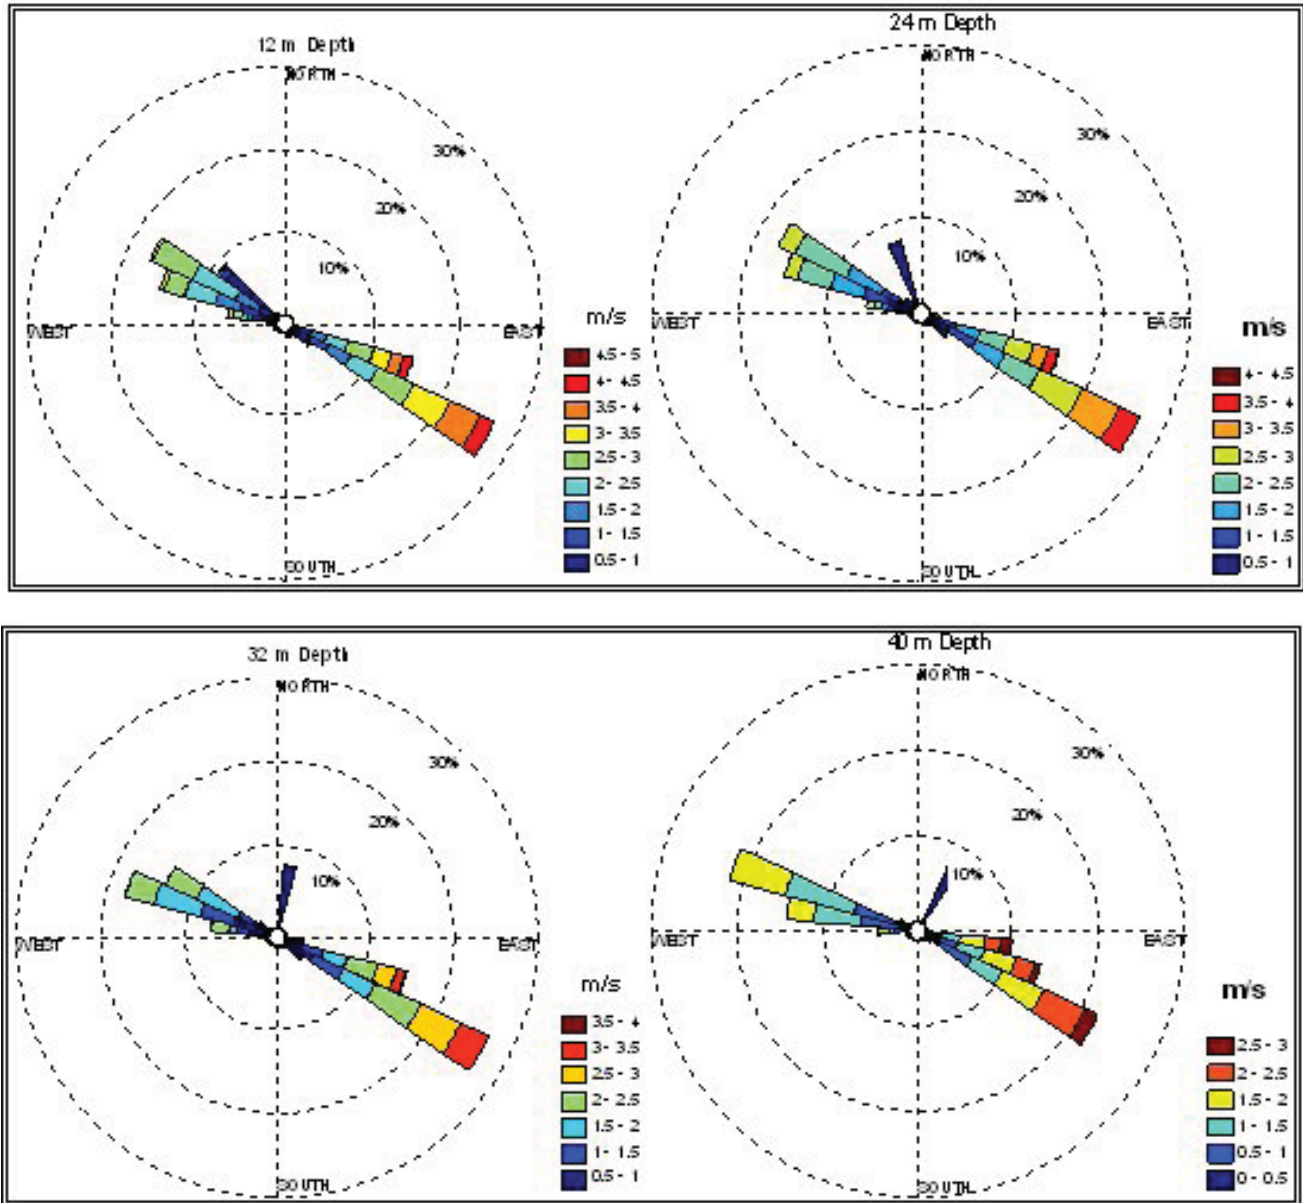 12 m Depth
NORTH
30%
20%
10%
WEST
EAST
SOUTH
m/s
4.5 - 5
4 - 4.5
3.5 - 4
3 - 3.5
2.5 - 3
2 - 2.5
1.5 - 2
1 - 1.5
0.5 - 1
24 m Depth
NORTH
30%
20%
10%
WEST
EAST
SOUTH
m/s
4 - 4.5
3.5 - 4
3 - 3.5
2.5 - 3
2 - 2.5
1.5 - 2
1 - 1.5
0.5 - 1
32 m Depth
NORTH
30%
20%
10%
WEST
EAST
SOUTH
m/s
3.5 - 4
3 - 3.5
2.5 - 3
2 - 2.5
1.5 - 2
1 - 1.5
0.5 - 1
40 m Depth
NORTH
30%
20%
10%
WEST
EAST
SOUTH
m/s
2.5 - 3
2 - 2.5
1.5 - 2
1 - 1.5
0.5 - 1
0 - 0.5